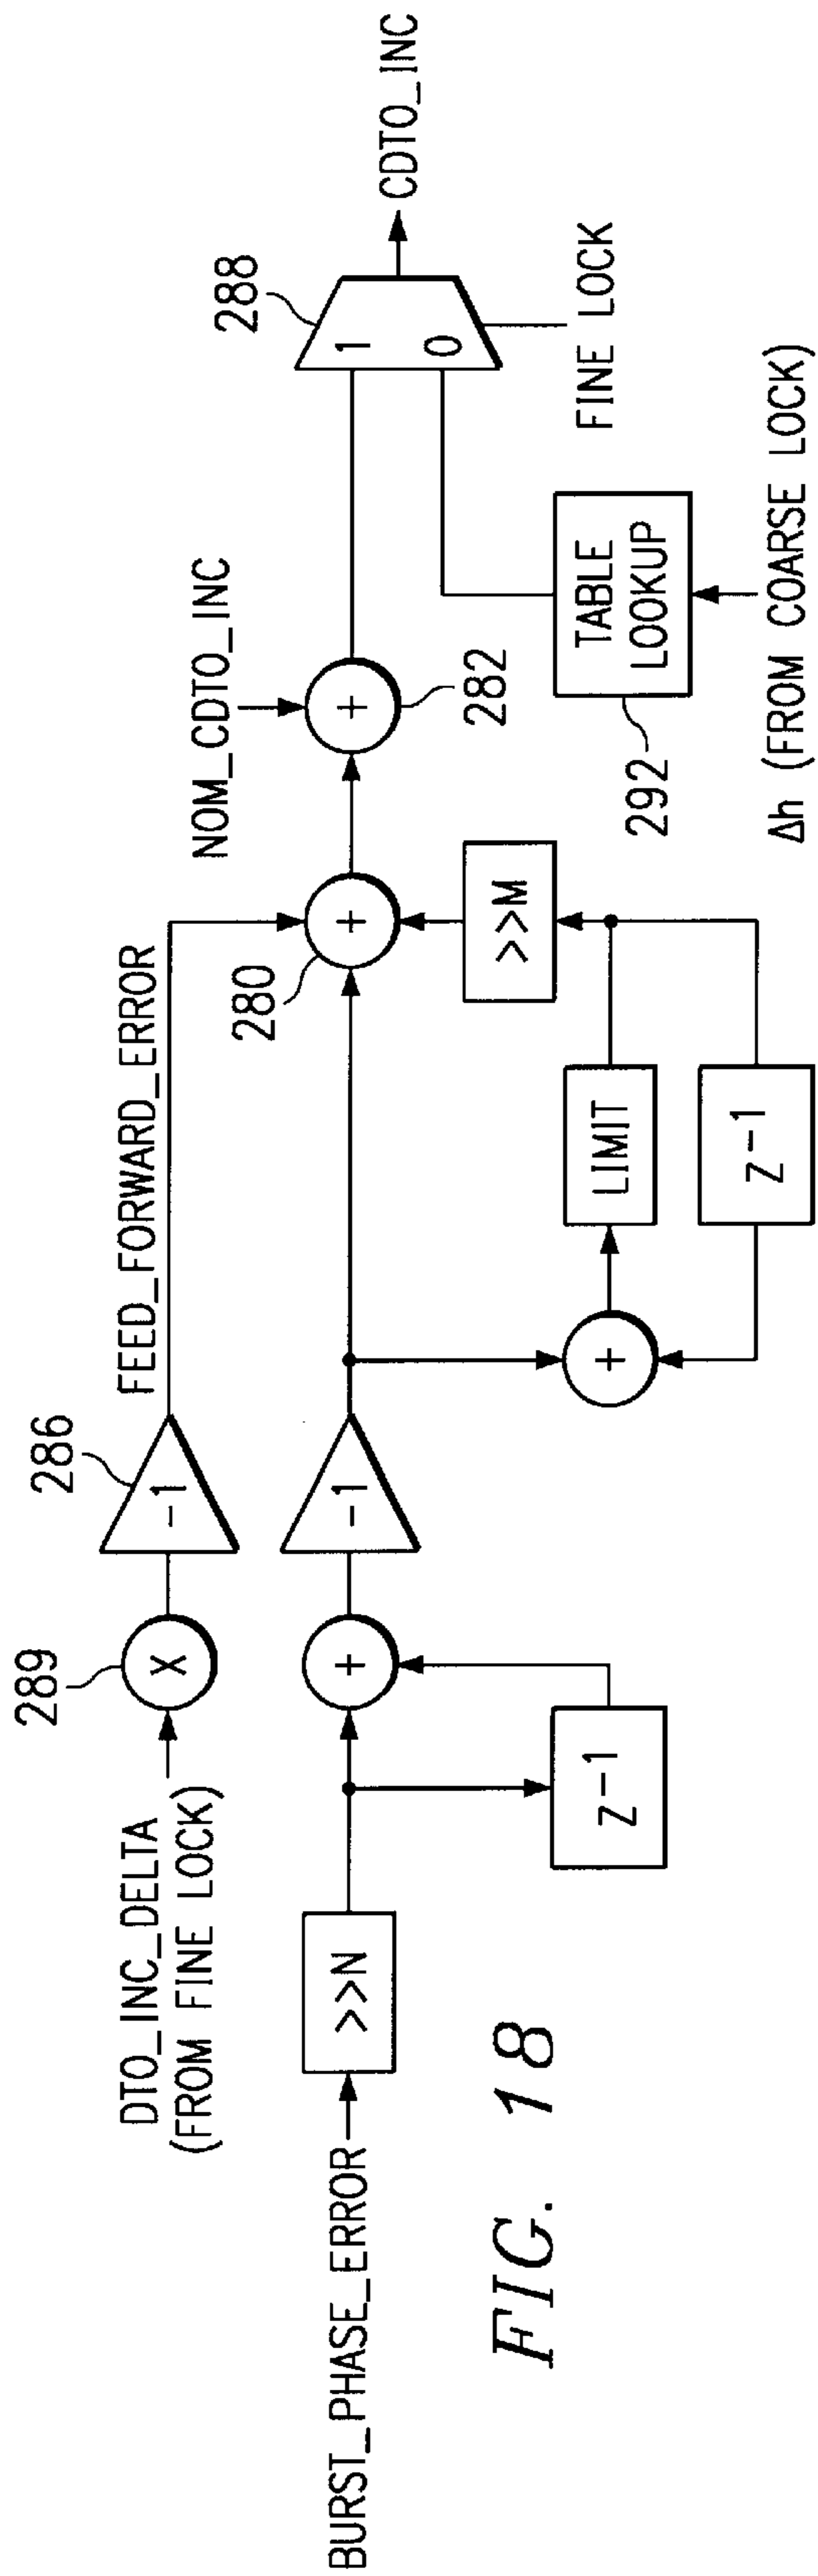 DTO_INC_DELTA
(FROM FINE LOCK)
289
X
286
-1
FEED_FORWARD_ERROR
BURST_PHASE_ERROR
>>N
+
Z-1
-1
+
LIMIT
Z-1
>>M
280
+
NOM_CDTO_INC
+
282
292
TABLE
LOOKUP
Δh (FROM COARSE LOCK)
288
1
0
FINE LOCK
CDTO_INC
FIG. 18